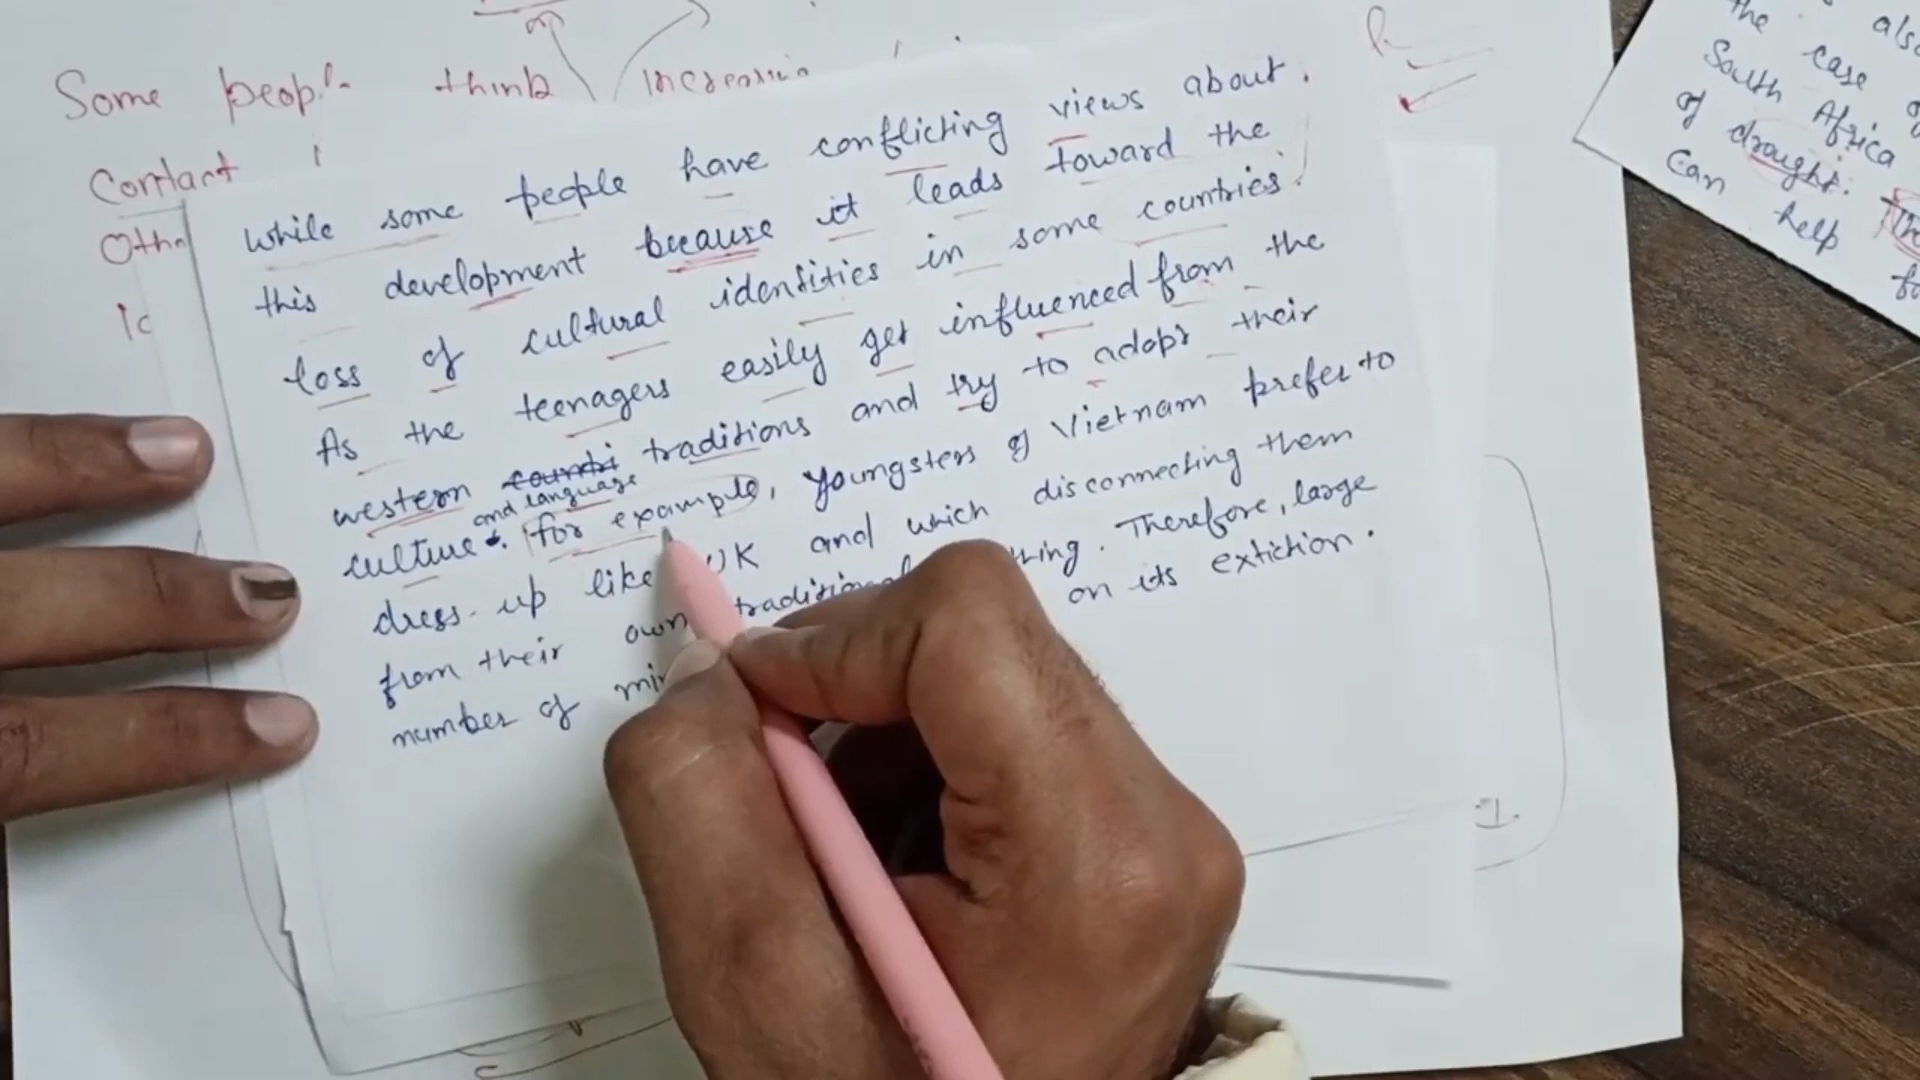 Some people think increasing
Contact
while some people have conflicting views about
this development because it leads toward the
loss of cultural identities in some countries.
As the teenagers easily get influenced from the
western traditions and try to adopt their
and language
culture. for example, youngsters of Vietnam prefer to
dress up like UK and which disconnecting them
from their own traditional. Therefore, large
number of on its extiction.
also
the case
South Africa
of drought. The
Can help